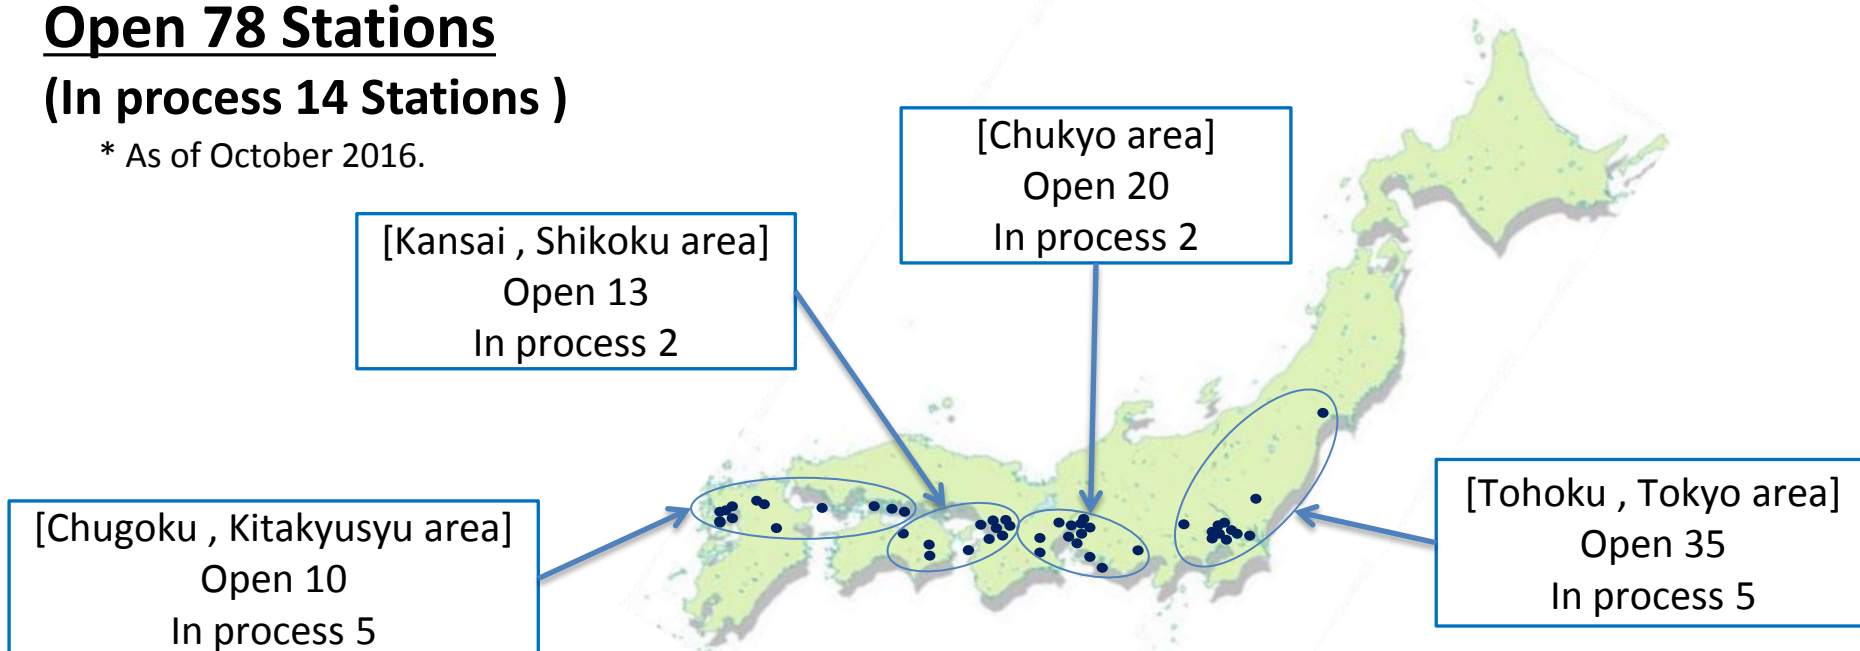 Open 78 Stations
(In process 14 Stations )
* As of October 2016.
[Chukyo area]
Open 20
In process 2
[Kansai , Shikoku area]
Open 13
In process 2
[Tohoku , Tokyo area]
Open 35
In process 5
[Chugoku , Kitakyusyu area]
Open 10
In process 5